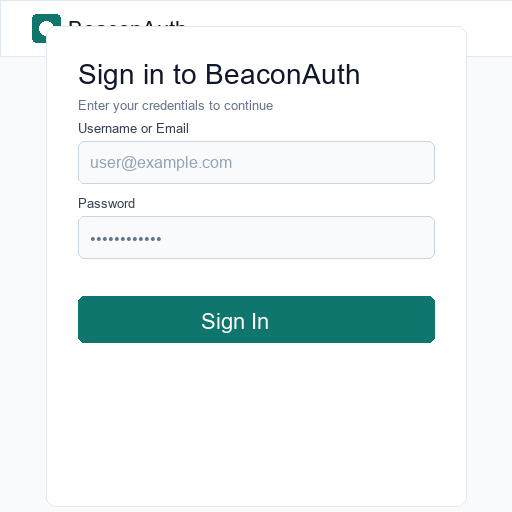 BeaconAuth
Sign in to BeaconAuth
Enter your credentials to continue
Username or Email
user@example.com
Password
••••••••••••
Sign In